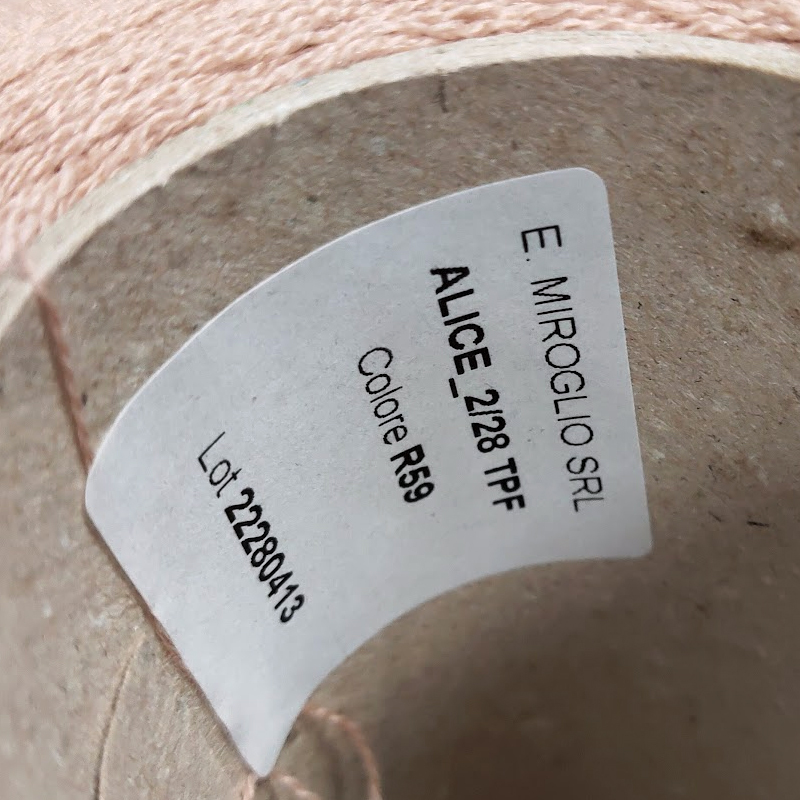 E. MIROGLIO SRL
ALICE_2/28 TPF
Colore R59
Lot 22280413